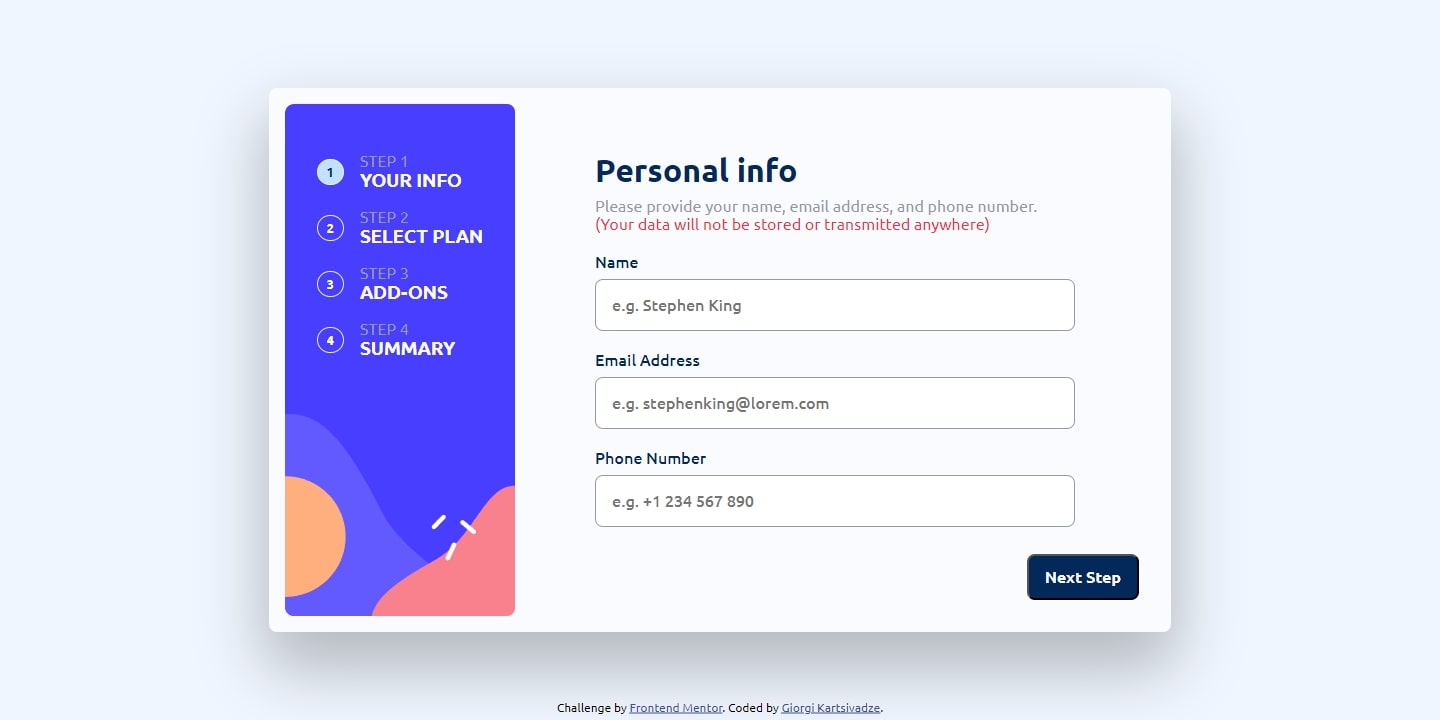 1
STEP 1
YOUR INFO
2
STEP 2
SELECT PLAN
3
STEP 3
ADD-ONS
4
STEP 4
SUMMARY
Personal info
Please provide your name, email address, and phone number.
(Your data will not be stored or transmitted anywhere)
Name
e.g. Stephen King
Email Address
e.g. stephenking@lorem.com
Phone Number
e.g. +1 234 567 890
Next Step
Challenge by Frontend Mentor. Coded by Giorgi Kartsivadze.